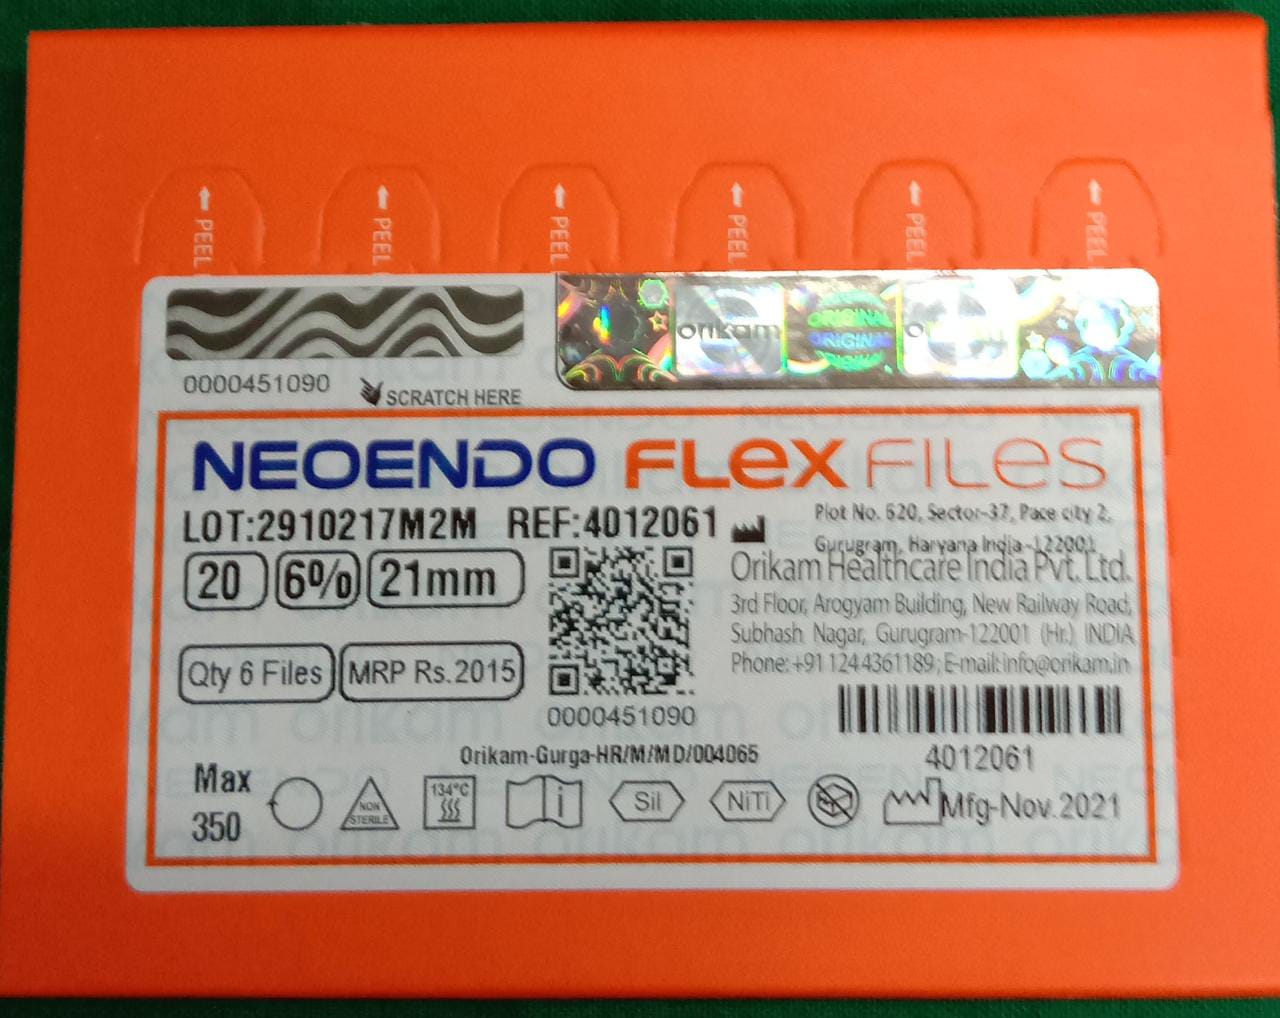 PEEL PEEL PEEL PEEL PEEL PEEL
orikam ORIGINAL
ORIGINAL
0000451090 SCRATCH HERE
NEOENDO FLEX FILES
LOT:2910217M2M REF:4012061
20 6% 21mm
Qty 6 Files MRP Rs.2015
0000451090
Plot No. 620, Sector-37, Pace city 2,
Gurugram, Haryana India-122001
Orikam Healthcare India Pvt. Ltd.
3rd Floor, Arogyam Building, New Railway Road,
Subhash Nagar, Gurugram-122001 (Hr.) INDIA
Phone: +91 124 4361189; E-mail: info@orikam.in
4012061
Orikam-Gurga-HR/M/MD/004065
Max
350
NON
STERILE
134°C
i
Sil
NiTi
Mfg-Nov.2021